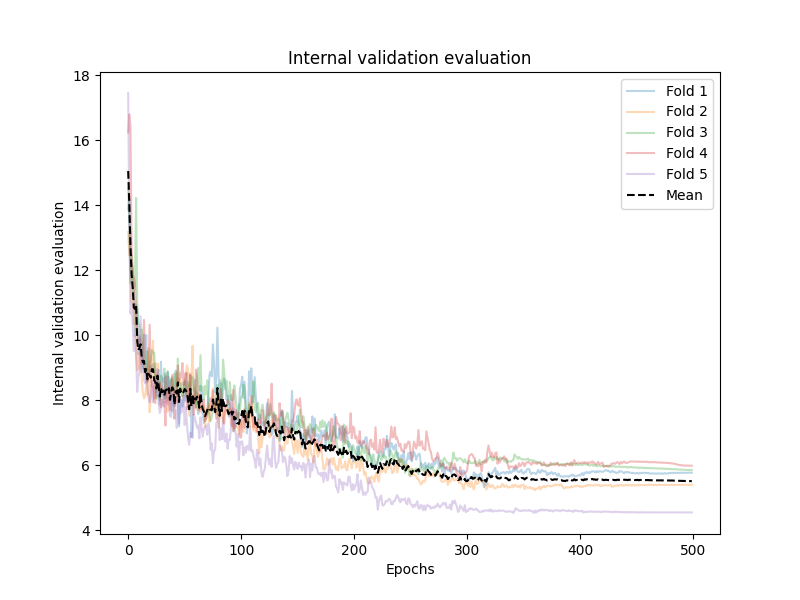 Internal validation evaluation
Internal validation evaluation
18
16
14
12
10
8
6
4
0
100
200
300
400
500
Epochs
Fold 1
Fold 2
Fold 3
Fold 4
Fold 5
Mean